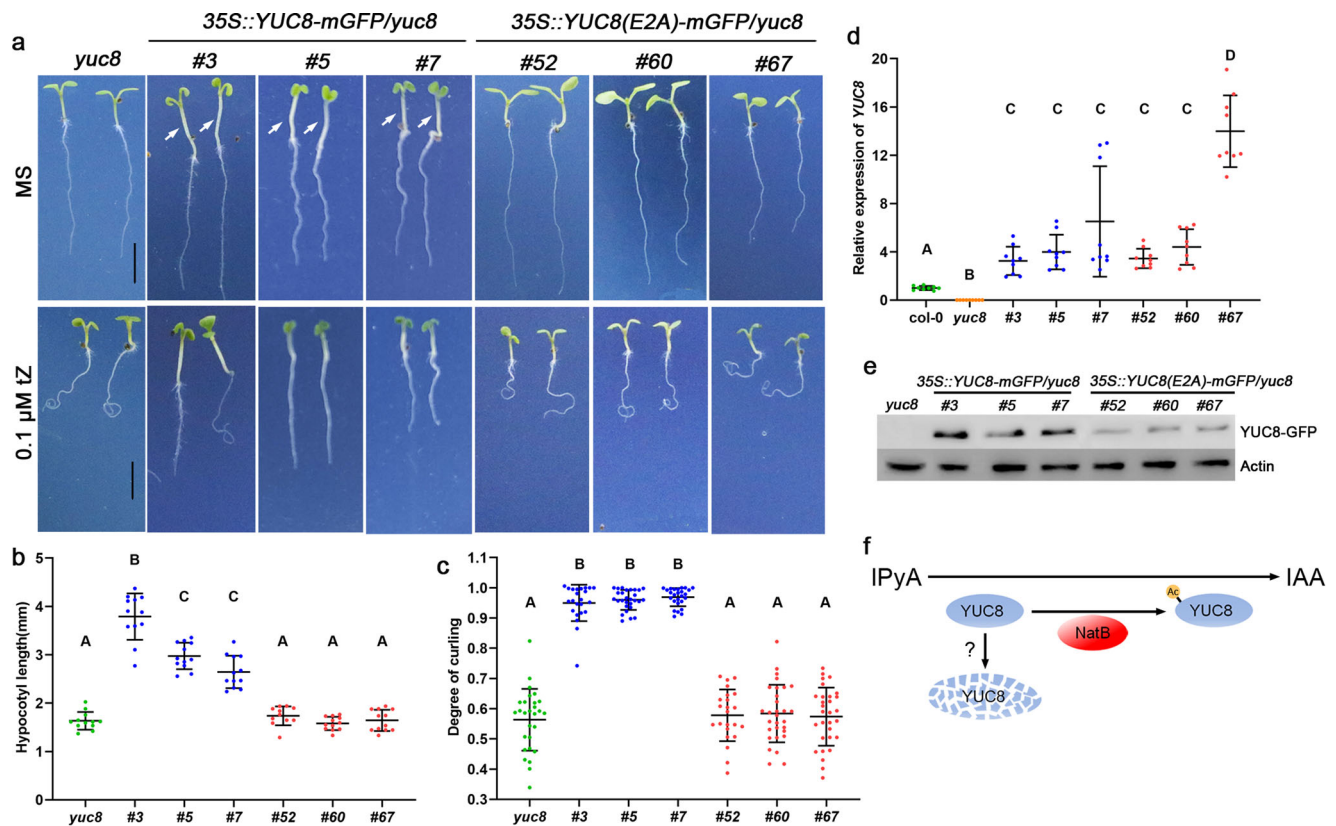 a
35S::YUC8-mGFP/yuc8
35S::YUC8(E2A)-mGFP/yuc8
yuc8 #3 #5 #7 #52 #60 #67
MS
0.1 μM tZ
b
Hypocotyl length(mm)
5
4
3
2
1
0
A B C C A A A
yuc8 #3 #5 #7 #52 #60 #67
c
Degree of curling
1.1
1.0
0.9
0.8
0.7
0.6
0.5
0.4
0.3
A B B B A A A
yuc8 #3 #5 #7 #52 #60 #67
d
Relative expression of YUC8
20
16
12
8
4
0
A B C C C C C D
col-0 yuc8 #3 #5 #7 #52 #60 #67
e
35S::YUC8-mGFP/yuc8 35S::YUC8(E2A)-mGFP/yuc8
yuc8 #3 #5 #7 #52 #60 #67
YUC8-GFP
Actin
f
IPyA IAA
Ac
YUC8 YUC8
NatB
?
YUC8